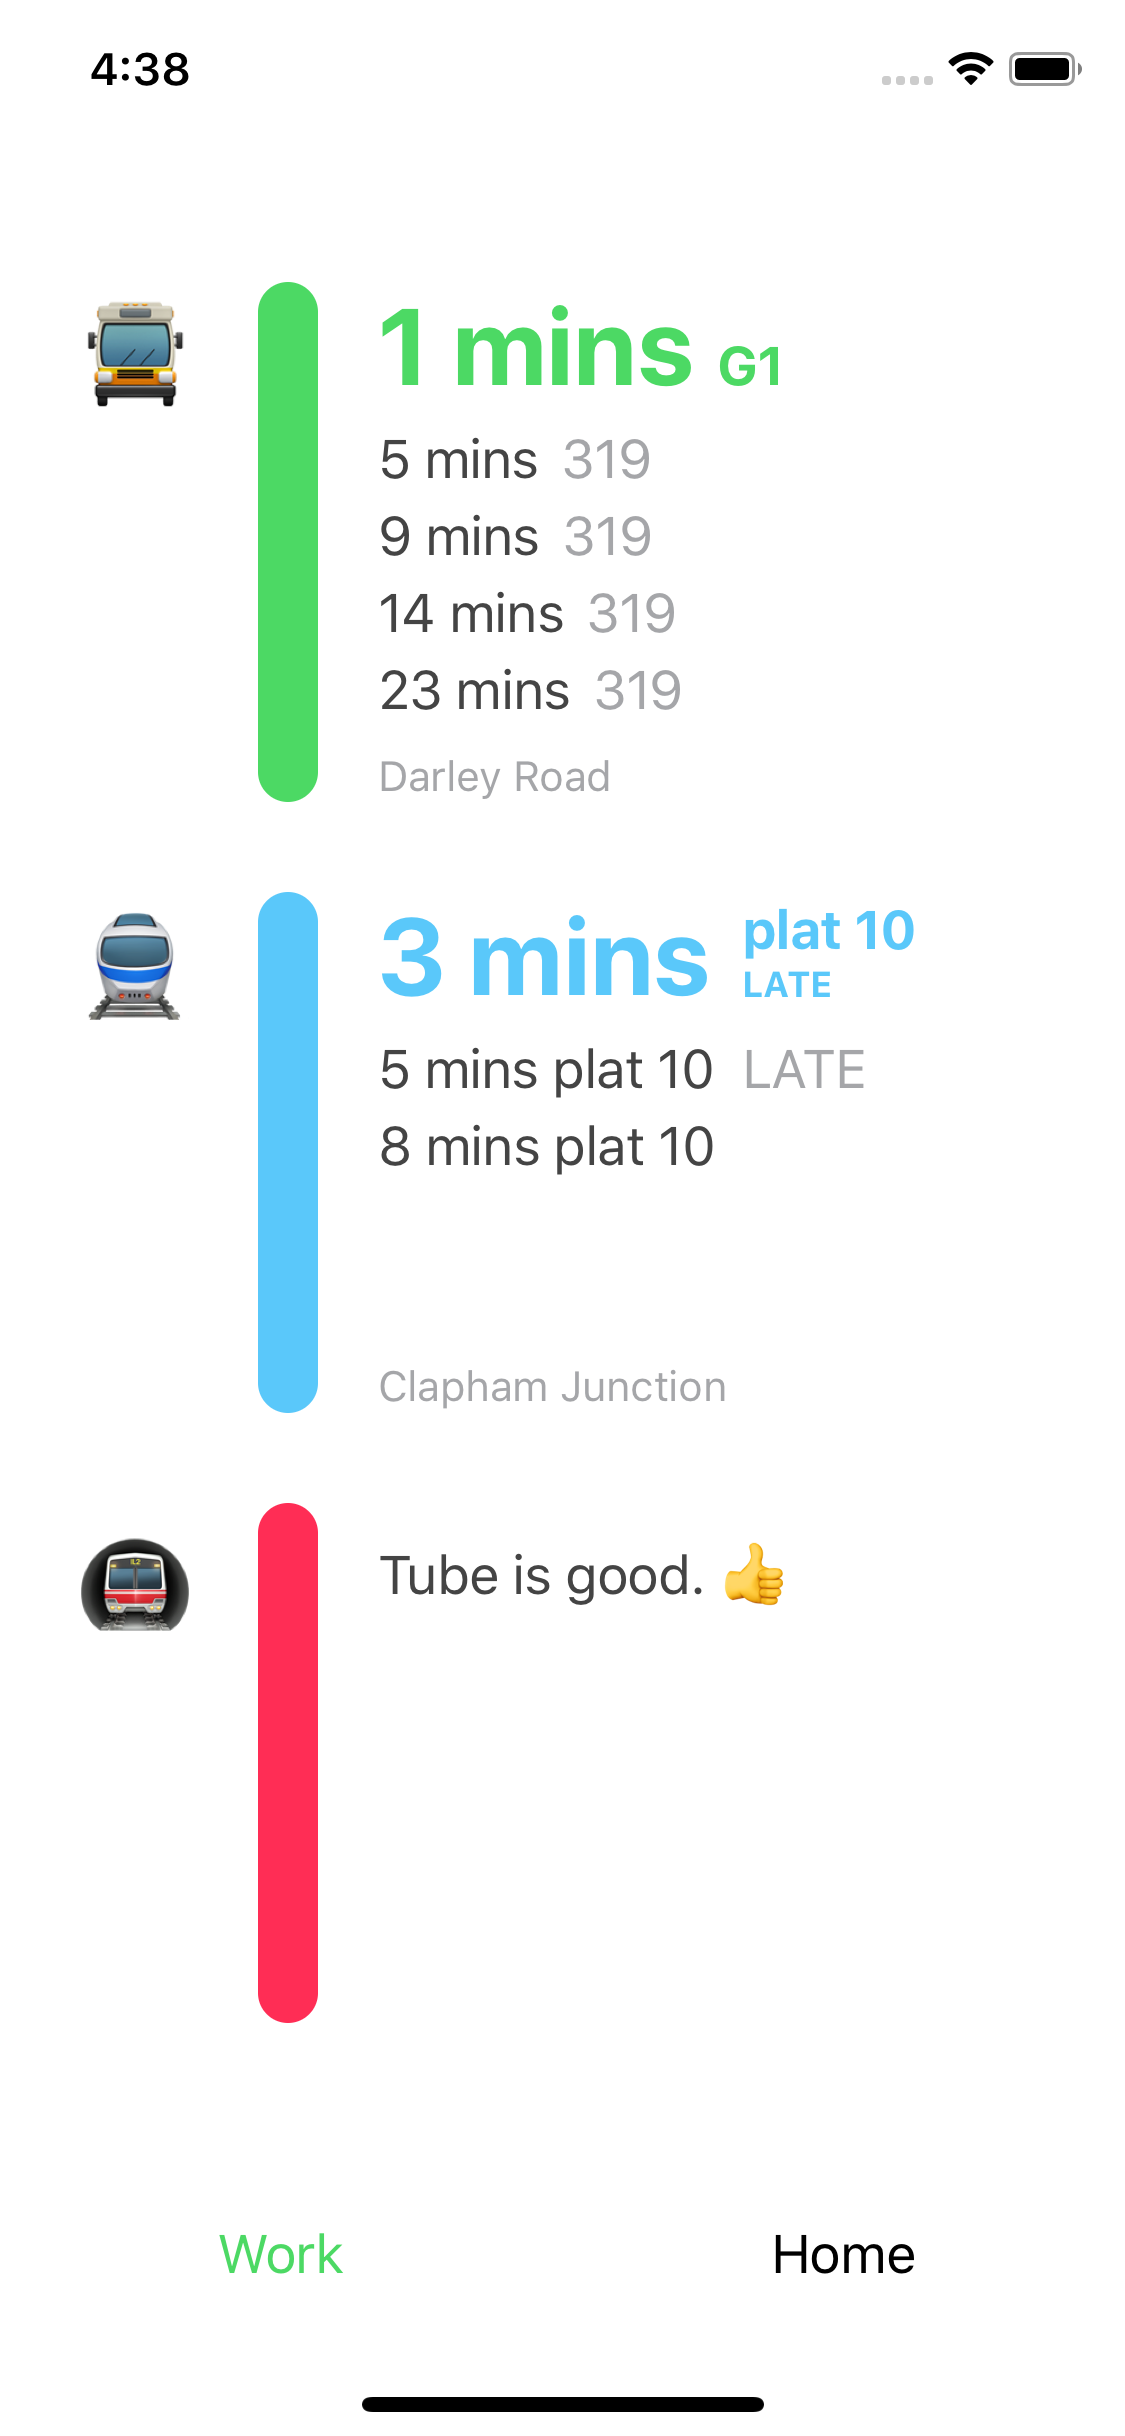 4:38
1 mins G1
5 mins 319
9 mins 319
14 mins 319
23 mins 319
Darley Road
3 mins plat 10
LATE
5 mins plat 10 LATE
8 mins plat 10
Clapham Junction
Tube is good. 👍
Work Home